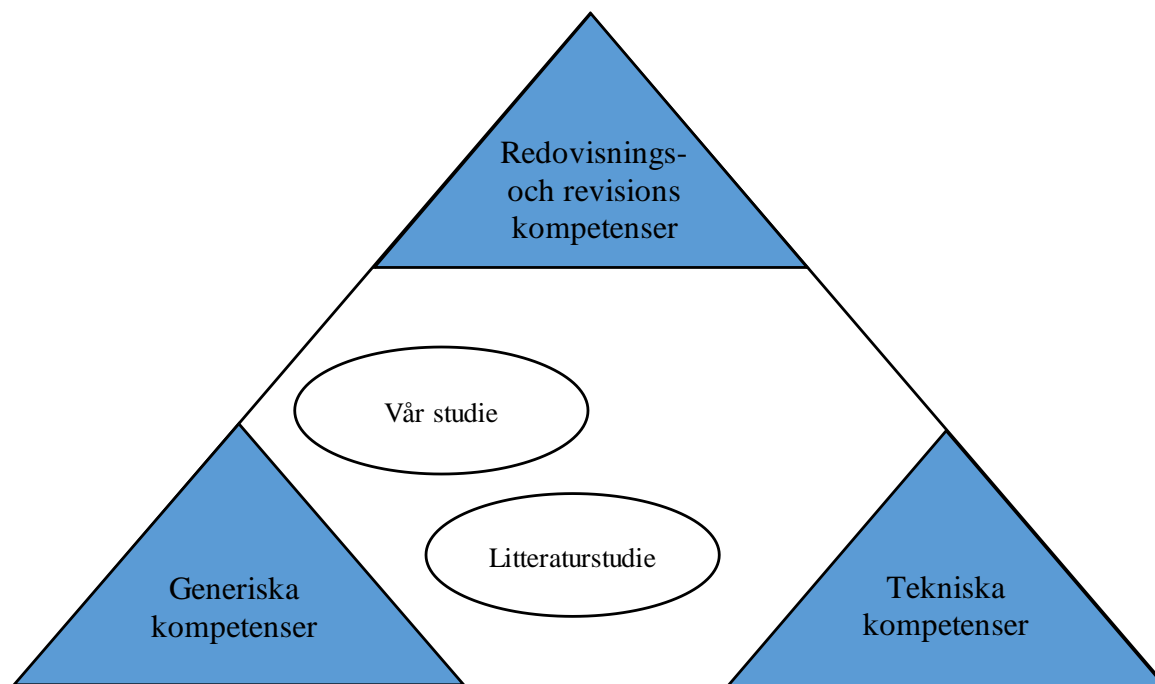 Redovisnings-
och revisions
kompetenser
Vår studie
Litteraturstudie
Generiska
kompetenser
Tekniska
kompetenser